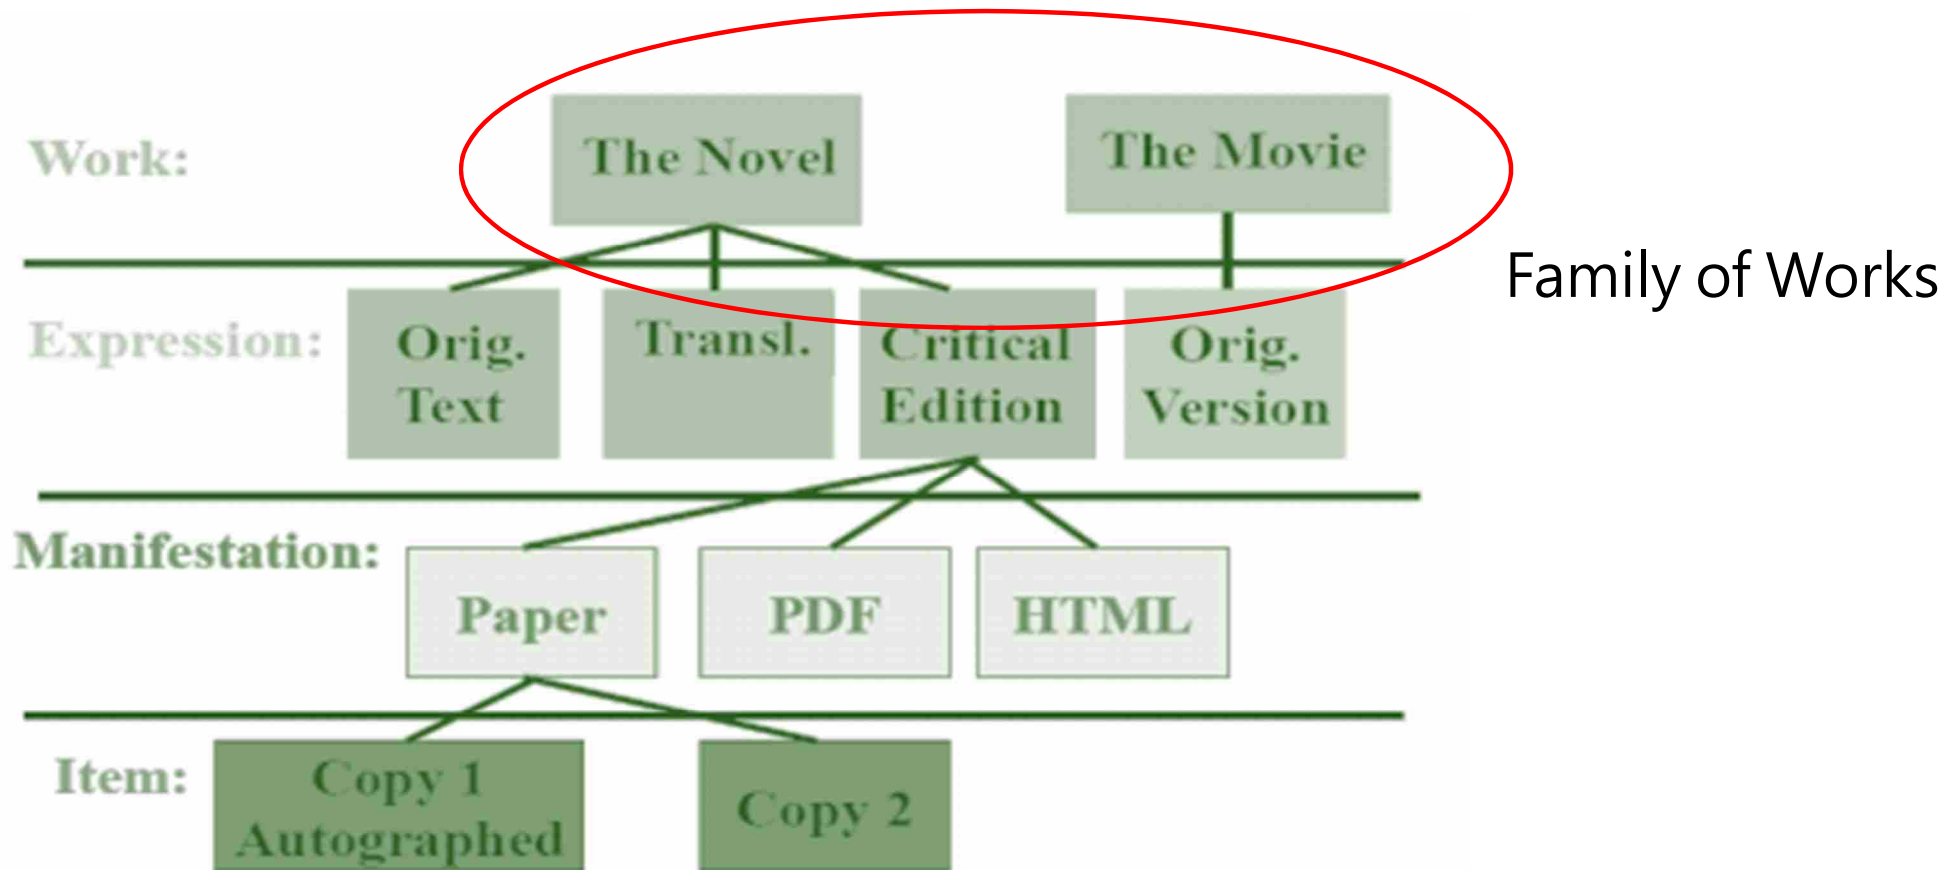 Work:
The Novel
The Movie
Family of Works
Expression:
Orig.
Text
Transl.
Critical
Edition
Orig.
Version
Manifestation:
Paper
PDF
HTML
Item:
Copy 1
Autographed
Copy 2